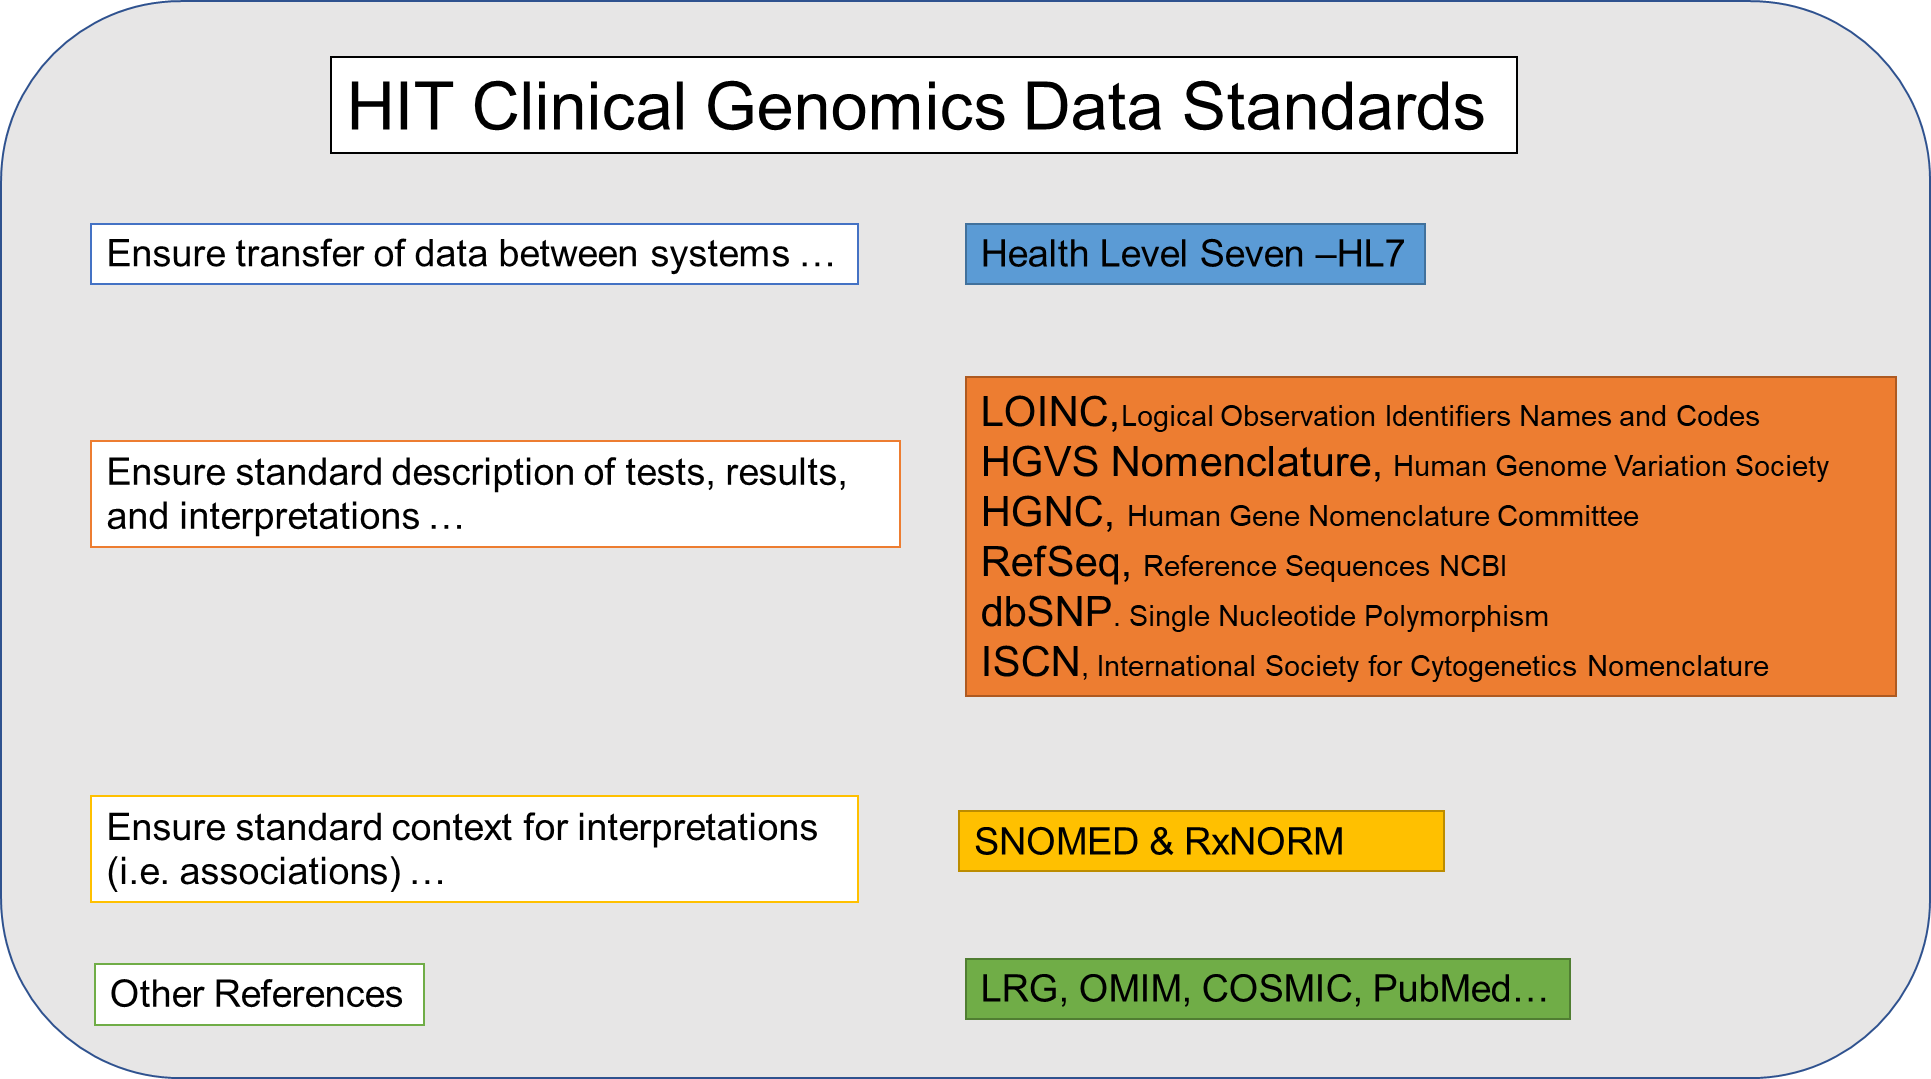 HIT Clinical Genomics Data Standards
Ensure transfer of data between systems …
Health Level Seven –HL7
Ensure standard description of tests, results,
and interpretations …
LOINC,Logical Observation Identifiers Names and Codes
HGVS Nomenclature, Human Genome Variation Society
HGNC, Human Gene Nomenclature Committee
RefSeq, Reference Sequences NCBI
dbSNP. Single Nucleotide Polymorphism
ISCN, International Society for Cytogenetics Nomenclature
Ensure standard context for interpretations
(i.e. associations) …
SNOMED & RxNORM
Other References
LRG, OMIM, COSMIC, PubMed…